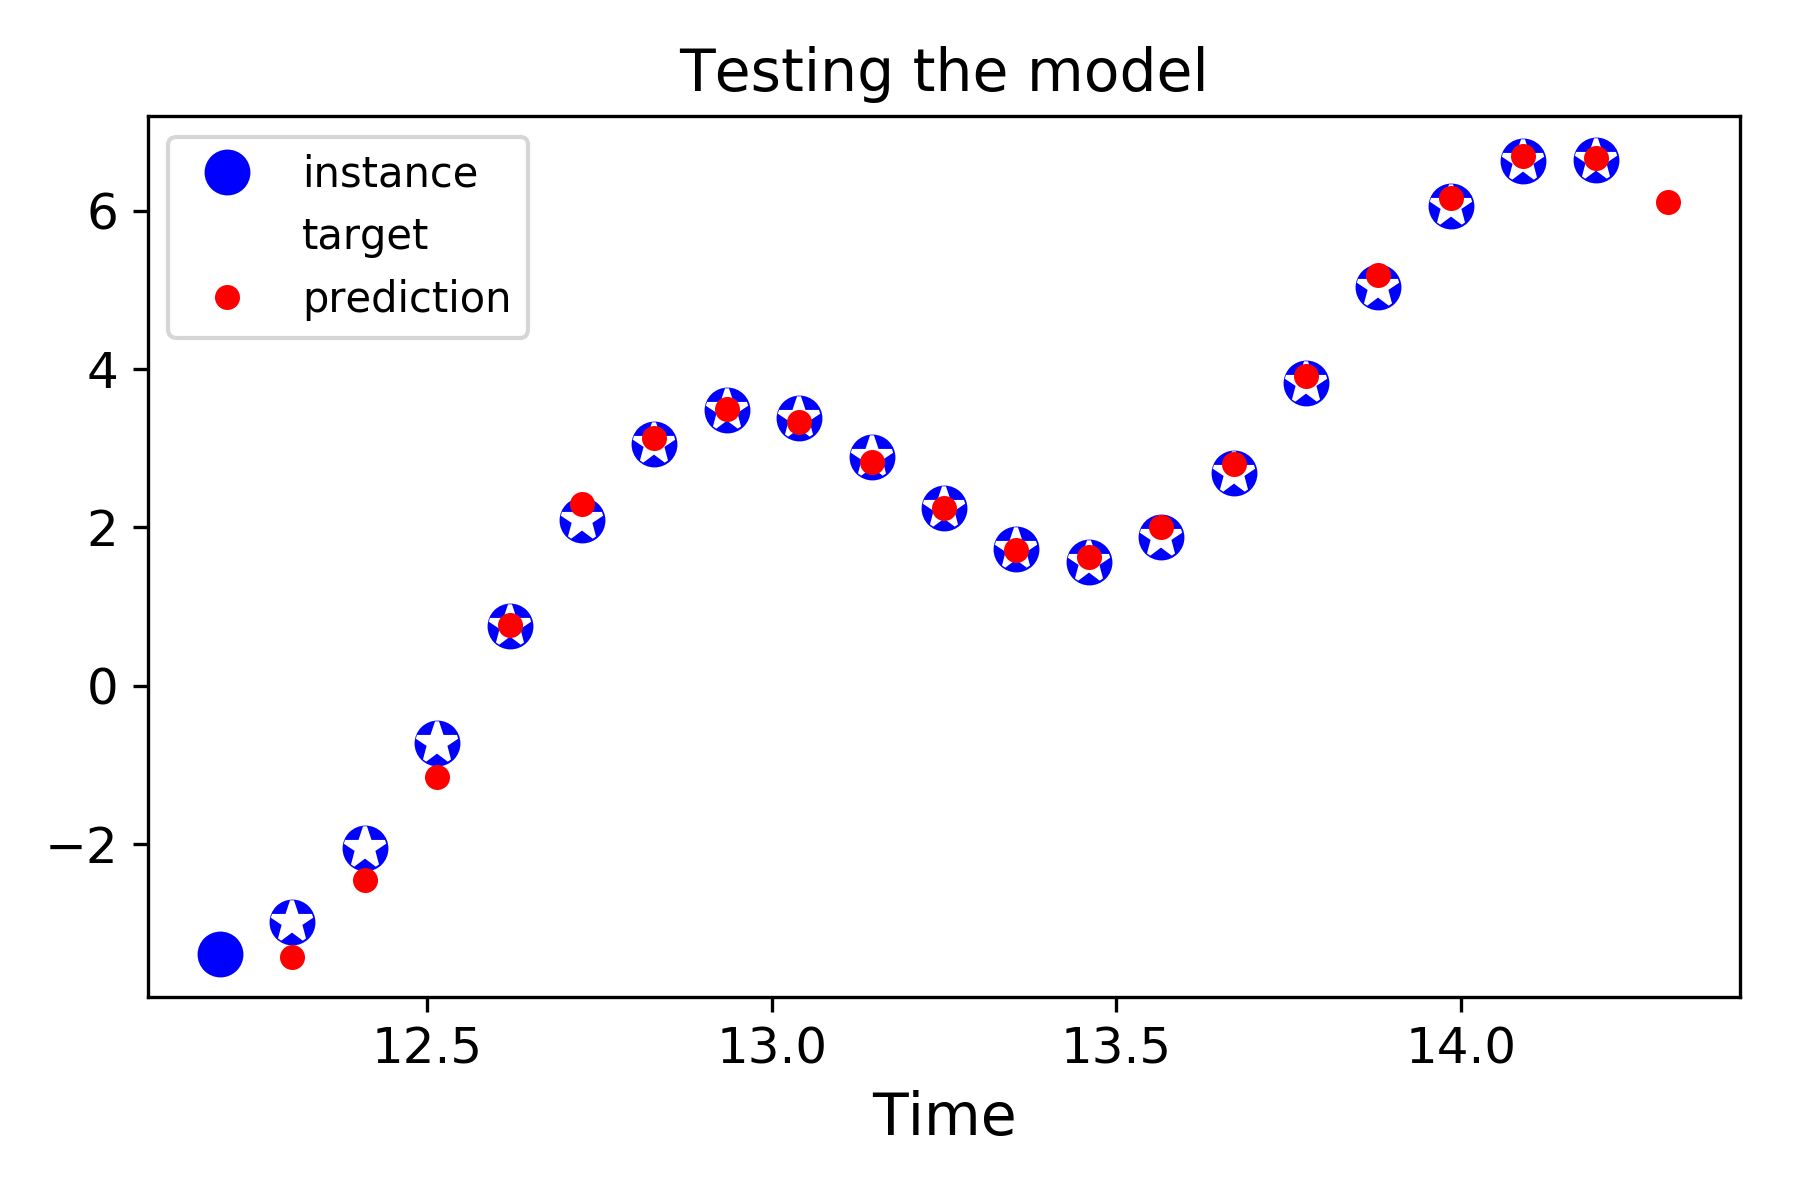 Testing the model
instance
target
prediction
6
4
2
0
−2
12.5 13.0 13.5 14.0
Time